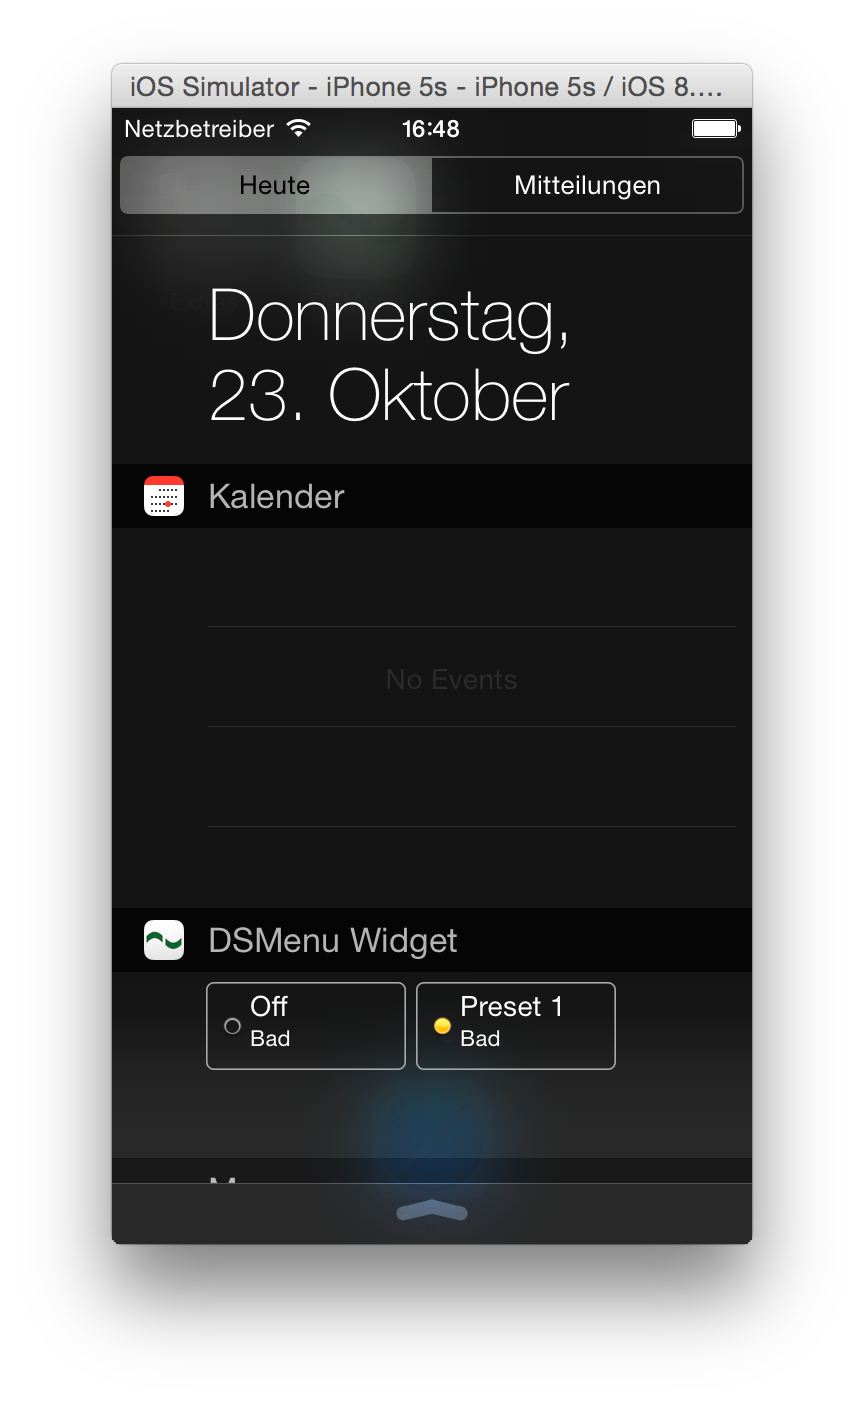 iOS Simulator - iPhone 5s - iPhone 5s / iOS 8....
Netzbetreiber 16:48
Heute Mitteilungen
Donnerstag,
23. Oktober
Kalender
No Events
DSMenu Widget
Off Preset 1
Bad Bad